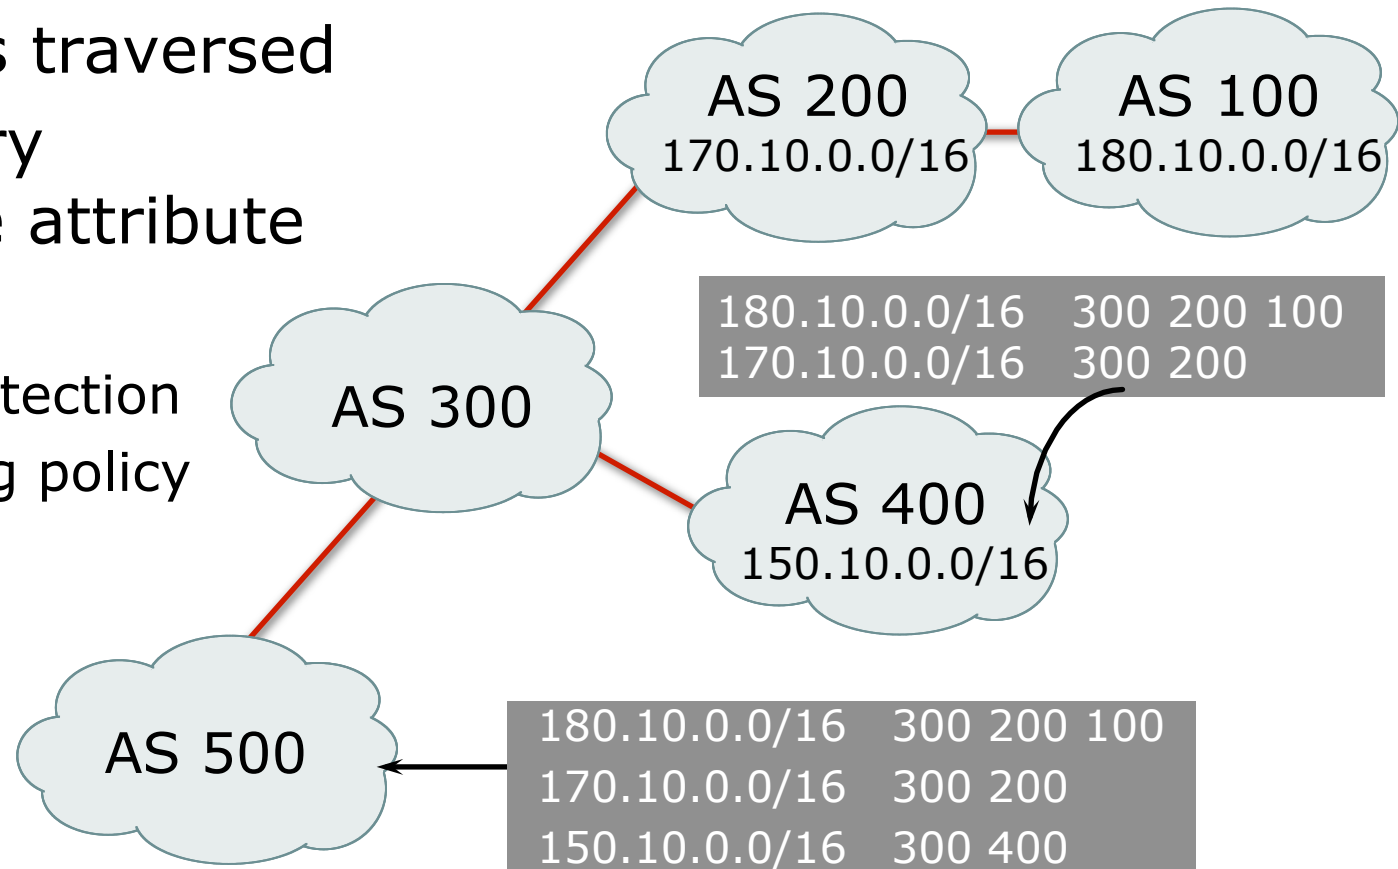 s traversed
ry
e attribute
tection
g policy
AS 200
170.10.0.0/16
AS 100
180.10.0.0/16
180.10.0.0/16 300 200 100
170.10.0.0/16 300 200
AS 300
AS 400
150.10.0.0/16
AS 500
180.10.0.0/16 300 200 100
170.10.0.0/16 300 200
150.10.0.0/16 300 400